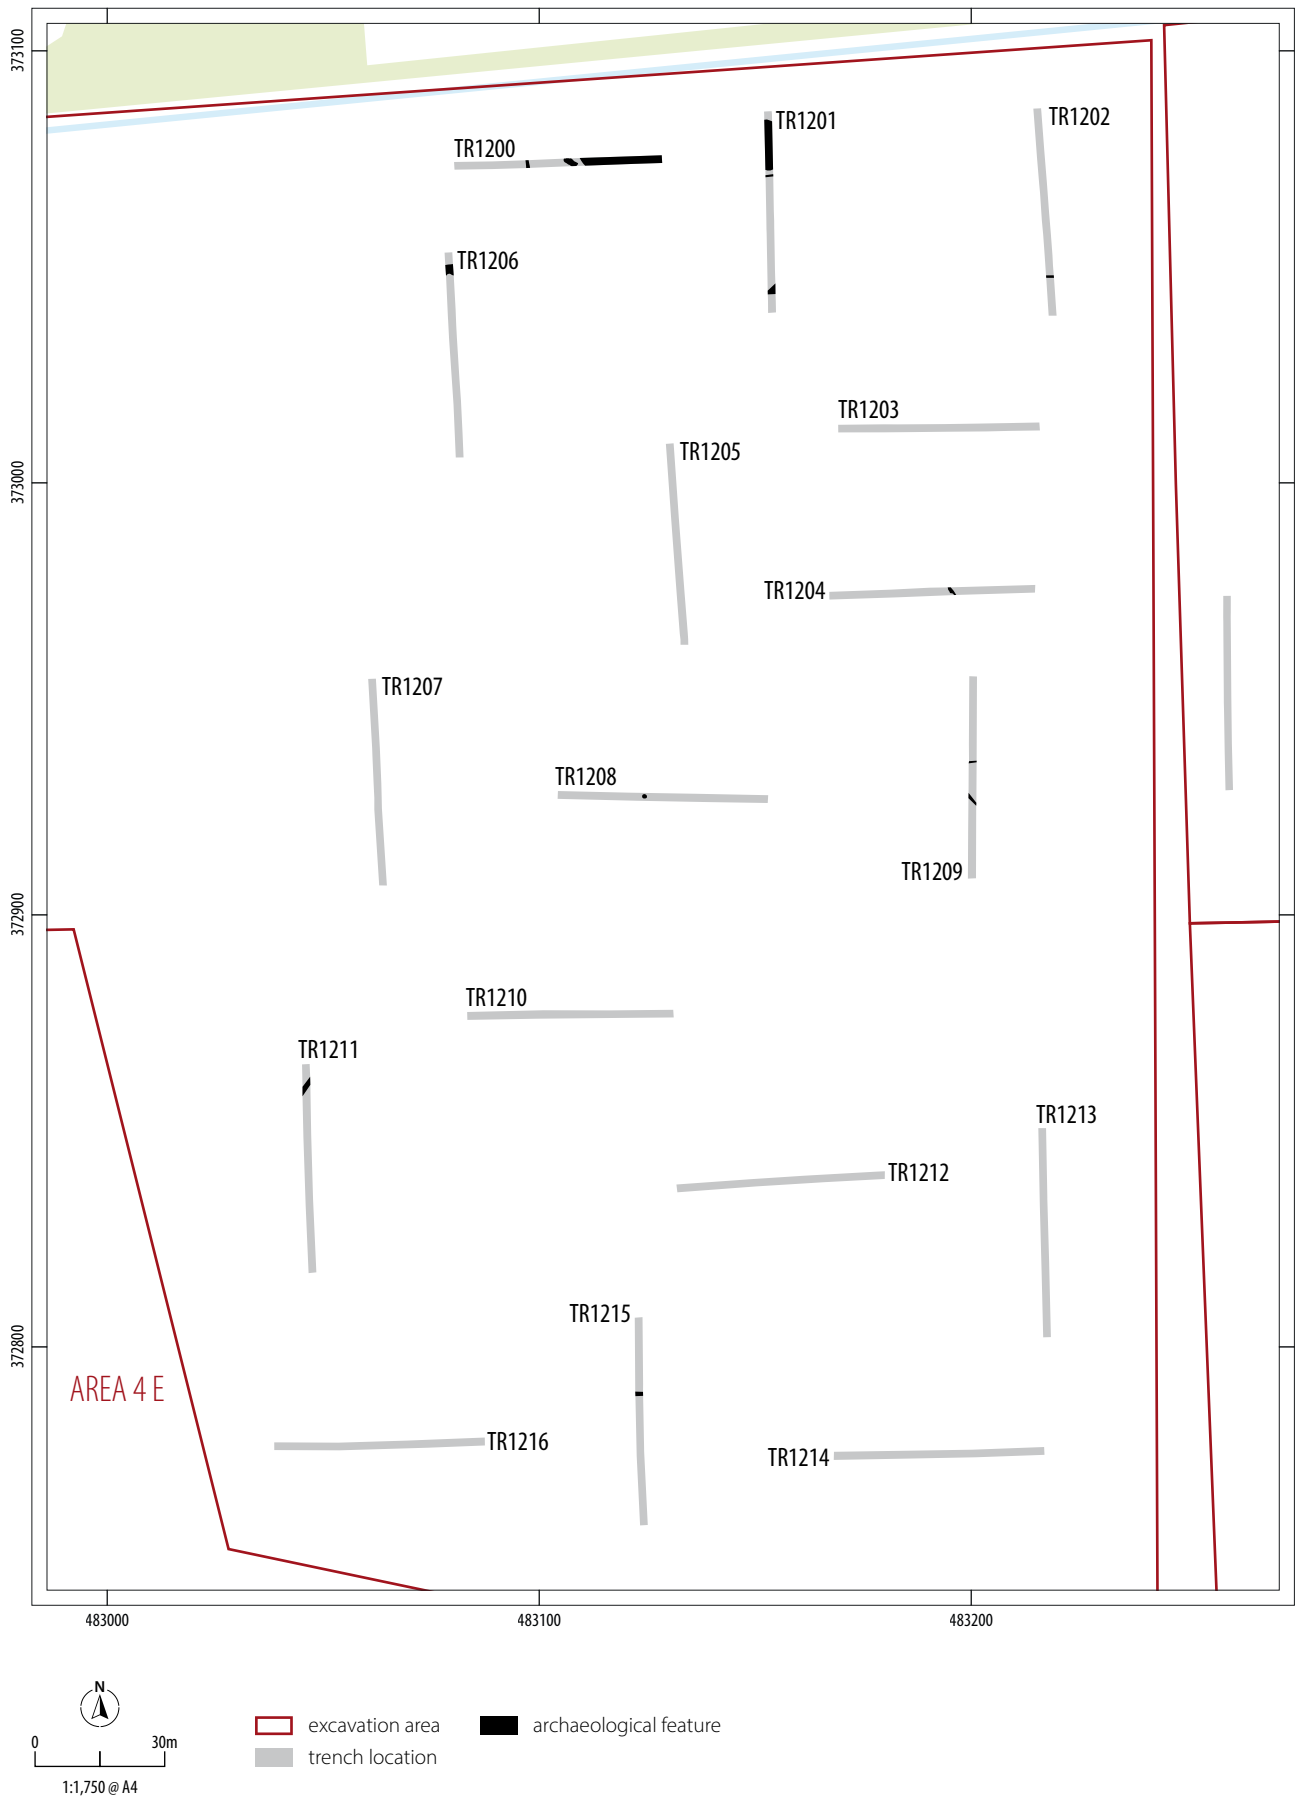 373100
TR1200
TR1201
TR1202
TR1206
TR1203
TR1205
373000
TR1204
TR1207
TR1208
TR1209
372900
TR1210
TR1211
TR1213
TR1212
TR1215
372800
AREA 4 E
TR1216
TR1214
483000
483100
483200
N
0
30m
1:1,750 @ A4
excavation area
archaeological feature
trench location